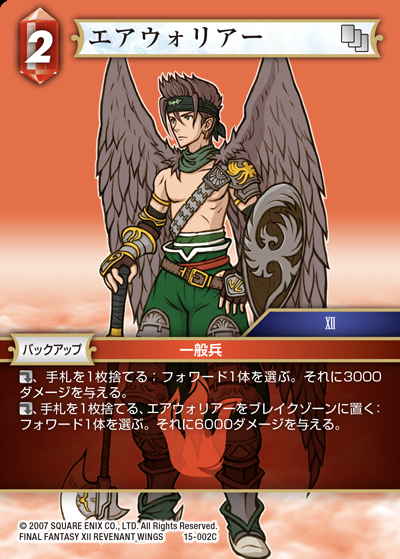 2
エアウォリアー
XII
バックアップ
一般兵
、手札を1枚捨てる：フォワード1体を選ぶ。それに3000
ダメージを与える。
、手札を1枚捨てる、エアウォリアーをブレイクゾーンに置く：
フォワード1体を選ぶ。それに6000ダメージを与える。
© 2007 SQUARE ENIX CO., LTD. All Rights Reserved.
FINAL FANTASY XII REVENANT WINGS 15-002C